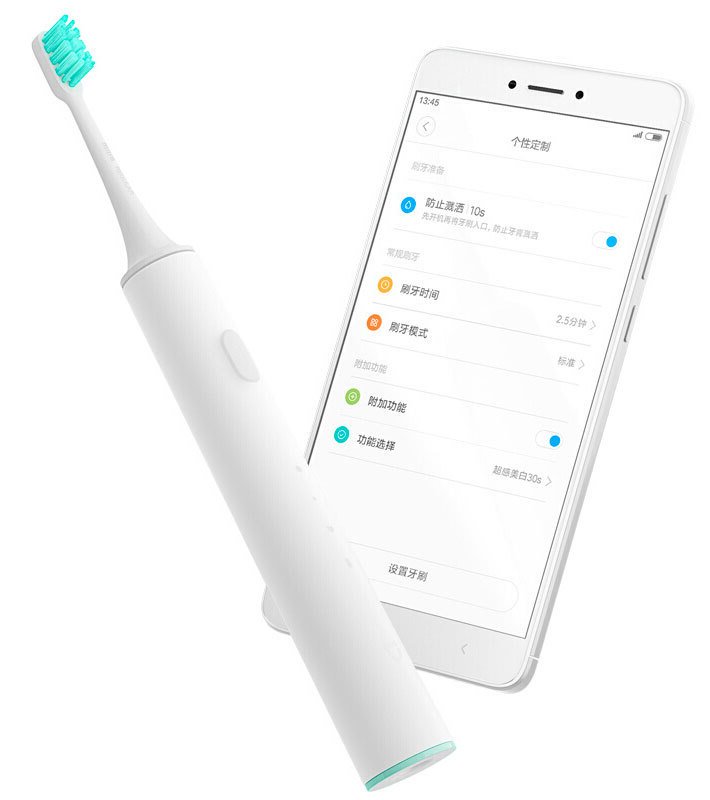 13:45
个性定制
刷牙准备
防止溅洒 10s
先开机再将牙刷入口，防止牙膏溅洒
常规刷牙
刷牙时间
2.5分钟
刷牙模式
标准
附加功能
附加功能
功能选择
超感美白30s
设置牙刷